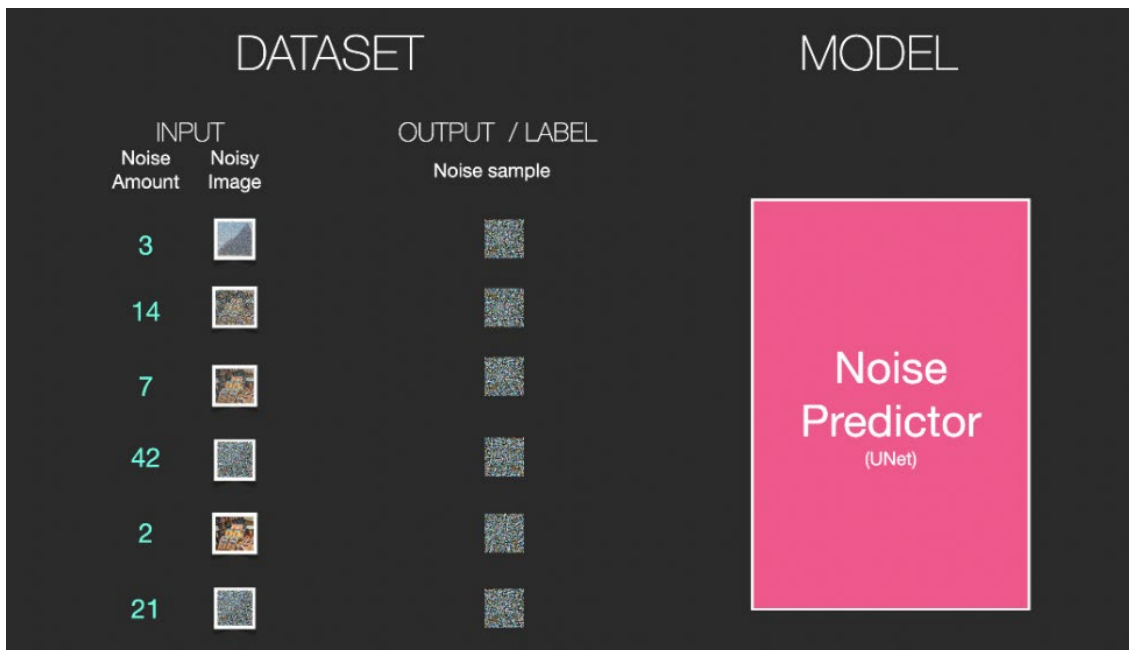 DATASET
MODEL
INPUT
OUTPUT / LABEL
Noise
Amount
Noisy
Image
Noise sample
3
14
7
42
2
21
Noise
Predictor
(UNet)